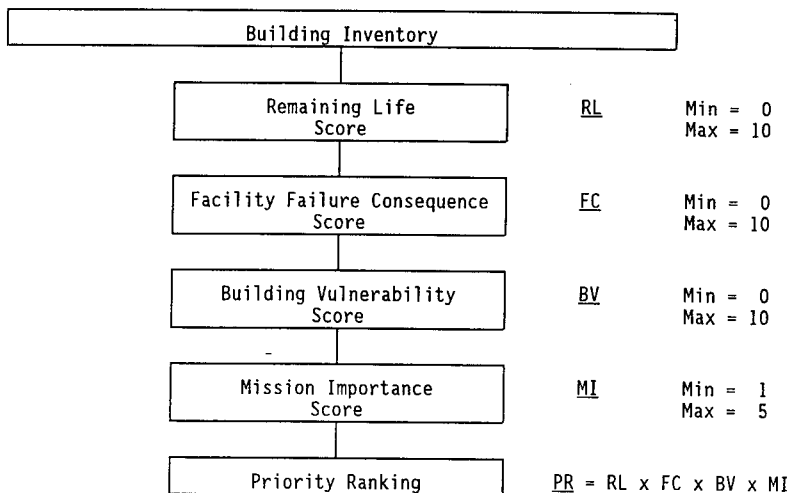 Building Inventory
Remaining Life
Score
RL
Min = 0
Max = 10
Facility Failure Consequence
Score
FC
Min = 0
Max = 10
Building Vulnerability
Score
BV
Min = 0
Max = 10
Mission Importance
Score
MI
Min = 1
Max = 5
Priority Ranking
PR = RL x FC x BV x MI